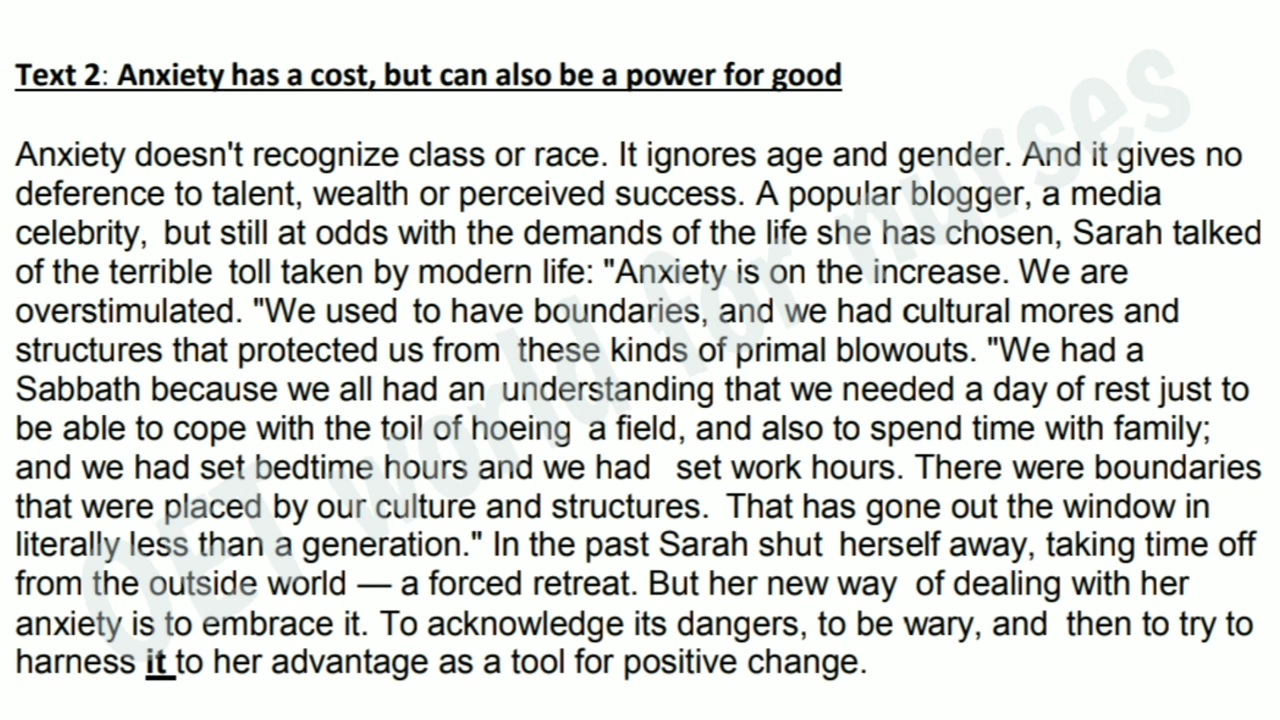 Text 2: Anxiety has a cost, but can also be a power for good
Anxiety doesn't recognize class or race. It ignores age and gender. And it gives no
deference to talent, wealth or perceived success. A popular blogger, a media
celebrity, but still at odds with the demands of the life she has chosen, Sarah talked
of the terrible toll taken by modern life: "Anxiety is on the increase. We are
overstimulated. "We used to have boundaries, and we had cultural mores and
structures that protected us from these kinds of primal blowouts. "We had a
Sabbath because we all had an understanding that we needed a day of rest just to
be able to cope with the toil of hoeing a field, and also to spend time with family;
and we had set bedtime hours and we had set work hours. There were boundaries
that were placed by our culture and structures. That has gone out the window in
literally less than a generation." In the past Sarah shut herself away, taking time off
from the outside world — a forced retreat. But her new way of dealing with her
anxiety is to embrace it. To acknowledge its dangers, to be wary, and then to try to
harness it to her advantage as a tool for positive change.
OET world for nurses